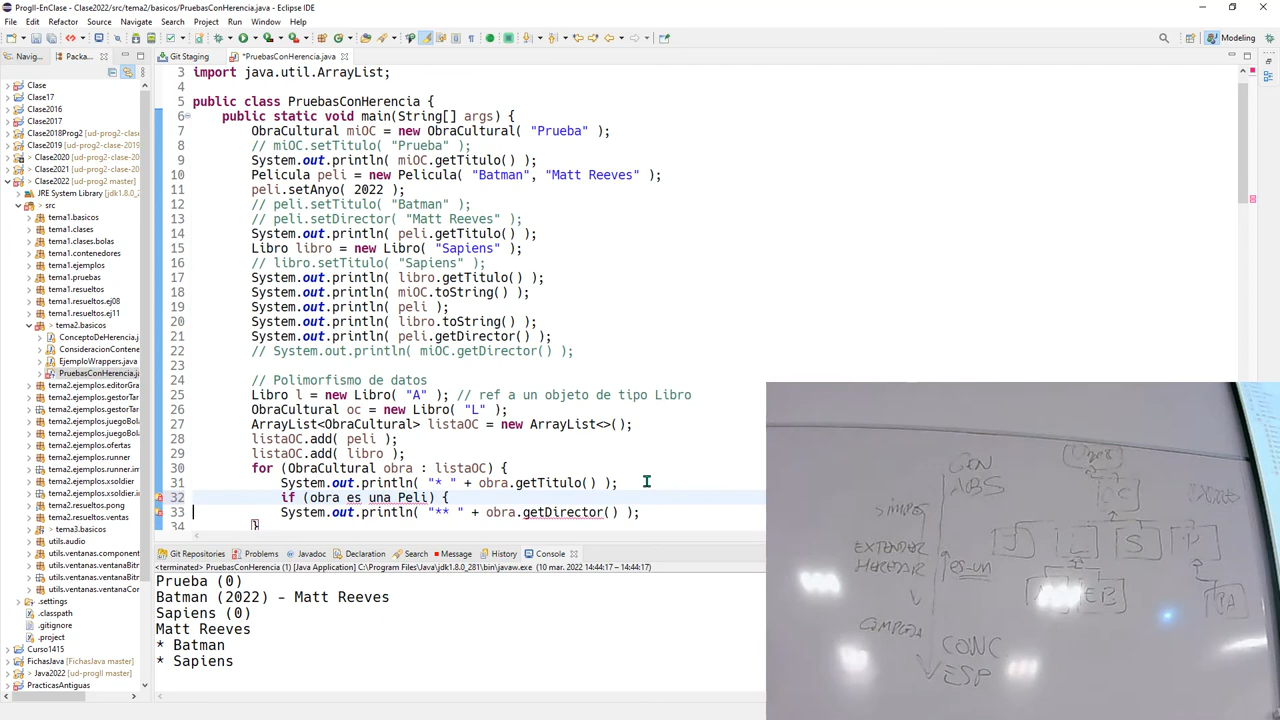 ProgII-EnClase - Clase2022/src/tema2/basicos/PruebasConHerencia.java - Eclipse IDE
File Edit Refactor Source Navigate Search Project Run Window Help
Modeling
Navig...
Packa...
Git Staging
*PruebasConHerencia.java
Clase
Clase17
Clase2016
Clase2017
Clase2018Prog2 [ud-prog2-clase-
Clase2019 [ud-prog2-clase-2019
> Clase2020 [ud-prog2-clase-
Clase2021 [ud-prog2-clase-
> Clase2022 [ud-prog2 master]
JRE System Library [jdk1.8.0_
> src
tema1.basicos
tema1.clases
tema1.clases.bolas
tema1.contenedores
tema1.ejemplos
tema1.pruebas
tema1.resueltos
tema1.resueltos.ej08
tema1.resueltos.ej11
> tema2.basicos
ConceptoDeHerencia.j
ConsideracionContene
EjemploWrappers.java
PruebasConHerencia.ja
tema2.ejemplos.editorGra
tema2.ejemplos.gestorTar
tema2.ejemplos.gestorTar
tema2.ejemplos.juegoBola
tema2.ejemplos.juegoBol
tema2.ejemplos.ofertas
tema2.ejemplos.runner
tema2.ejemplos.runner.im
tema2.ejemplos.xsoldier
tema2.resueltos.xsoldier.in
tema2.resueltos.pong
tema2.resueltos.ventas
> tema3.basicos
utils.audio
utils.ventanas.component
utils.ventanas.ventanaBit
utils.ventanas.ventanaBit
utils.ventanas.ventanaCon
.settings
.classpath
.gitignore
.project
Curso1415
FichasJava [FichasJava master]
> Java2022 [progII master]
PracticasAntiguas
3 import java.util.ArrayList;
4
5 public class PruebasConHerencia {
6 public static void main(String[] args) {
7 ObraCultural miOC = new ObraCultural( "Prueba" );
8 // miOC.setTitulo( "Prueba" );
9 System.out.println( miOC.getTitulo() );
10 Pelicula peli = new Pelicula( "Batman", "Matt Reeves" );
11 peli.setAnyo( 2022 );
12 // peli.setTitulo( "Batman" );
13 // peli.setDirector( "Matt Reeves" );
14 System.out.println( peli.getTitulo() );
15 Libro libro = new Libro( "Sapiens" );
16 // libro.setTitulo( "Sapiens" );
17 System.out.println( libro.getTitulo() );
18 System.out.println( miOC.toString() );
19 System.out.println( peli );
20 System.out.println( libro.toString() );
21 System.out.println( peli.getDirector() );
22 // System.out.println( miOC.getDirector() );
23
24 // Polimorfismo de datos
25 Libro l = new Libro( "A" ); // ref a un objeto de tipo Libro
26 ObraCultural oc = new Libro( "L" );
27 ArrayList<ObraCultural> listaOC = new ArrayList<>();
28 listaOC.add( peli );
29 listaOC.add( libro );
30 for (ObraCultural obra : listaOC) {
31 System.out.println( "* " + obra.getTitulo() );
32 if (obra es una Peli) {
33 System.out.println( "** " + obra.getDirector() );
34 }
Git Repositories Problems Javadoc Declaration Search Message History Console
<terminated> PruebasConHerencia [Java Application] C:\Program Files\Java\jdk1.8.0_281\bin\javaw.exe (10 mar. 2022 14:44:17 – 14:44:17)
Prueba (0)
Batman (2022) - Matt Reeves
Sapiens (0)
Matt Reeves
* Batman
* Sapiens
GEN
ABS
OC
EXTENDER
HEREDAR
es-un
J
L
S
P
EB
CONC
ESP